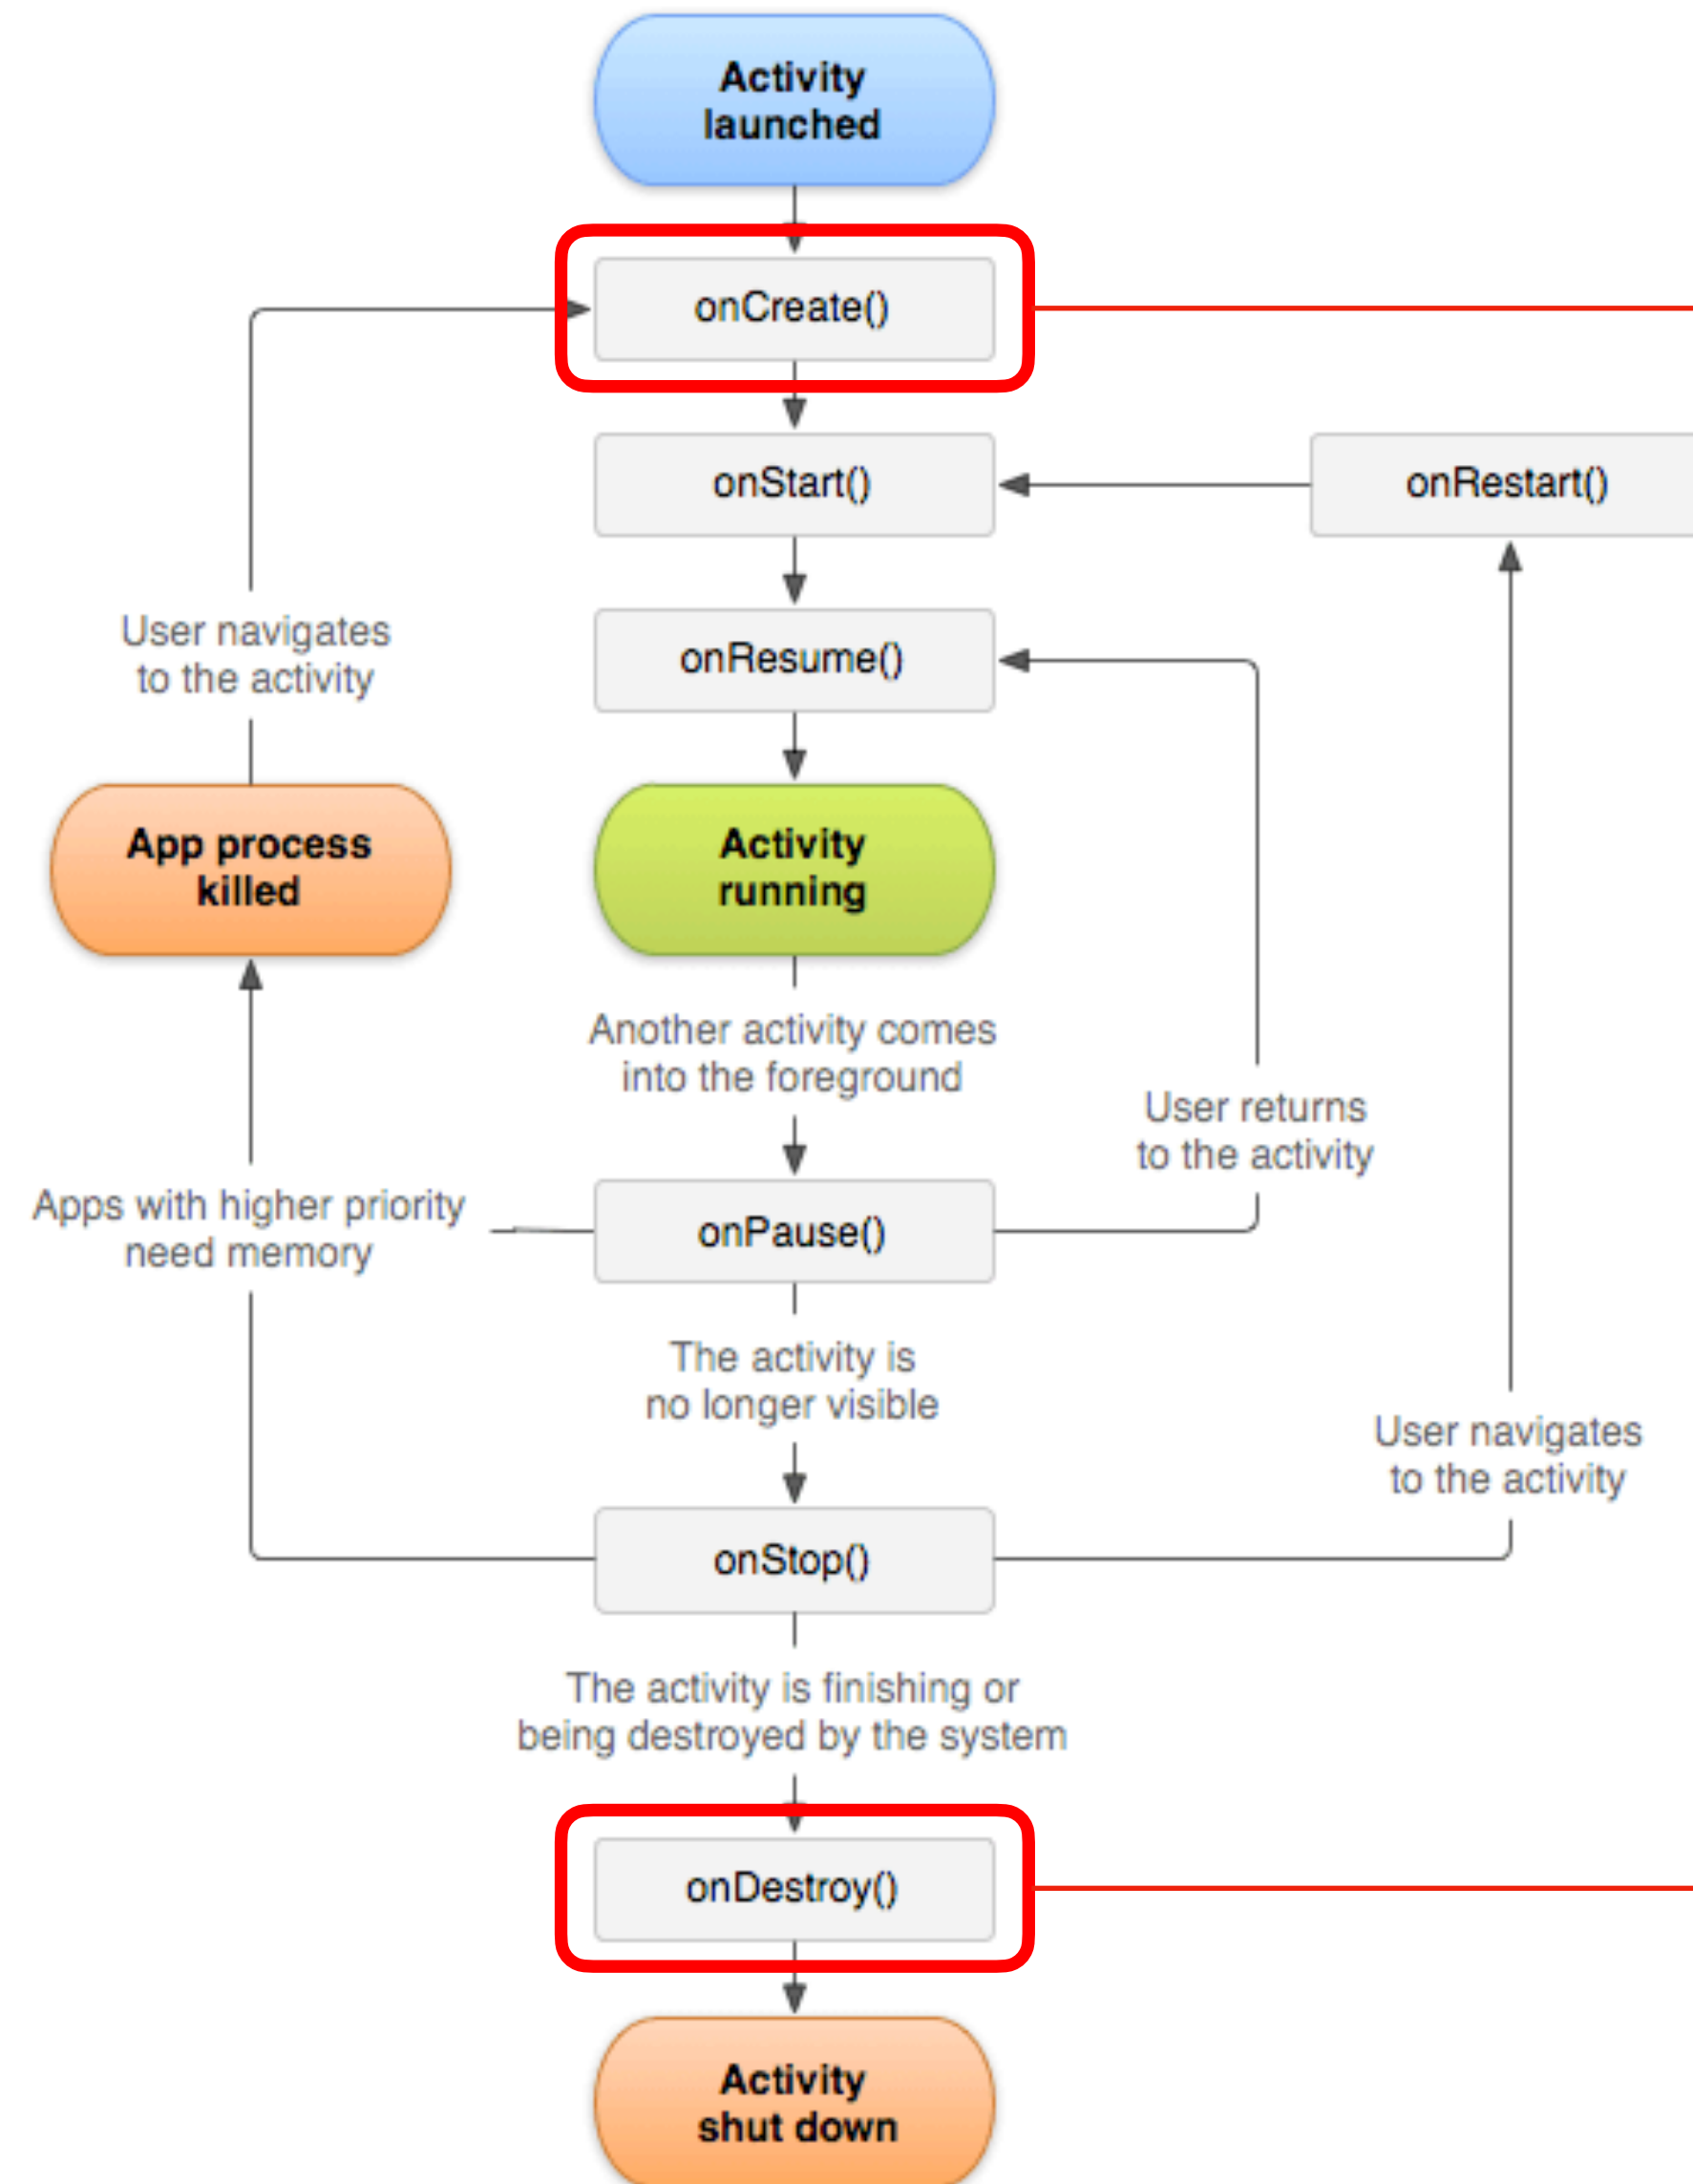 Activity
launched
onCreate()
onStart()
onRestart()
User navigates
to the activity
onResume()
App process
killed
Activity
running
Another activity comes
into the foreground
User returns
to the activity
Apps with higher priority
need memory
onPause()
The activity is
no longer visible
User navigates
to the activity
onStop()
The activity is finishing or
being destroyed by the system
onDestroy()
Activity
shut down